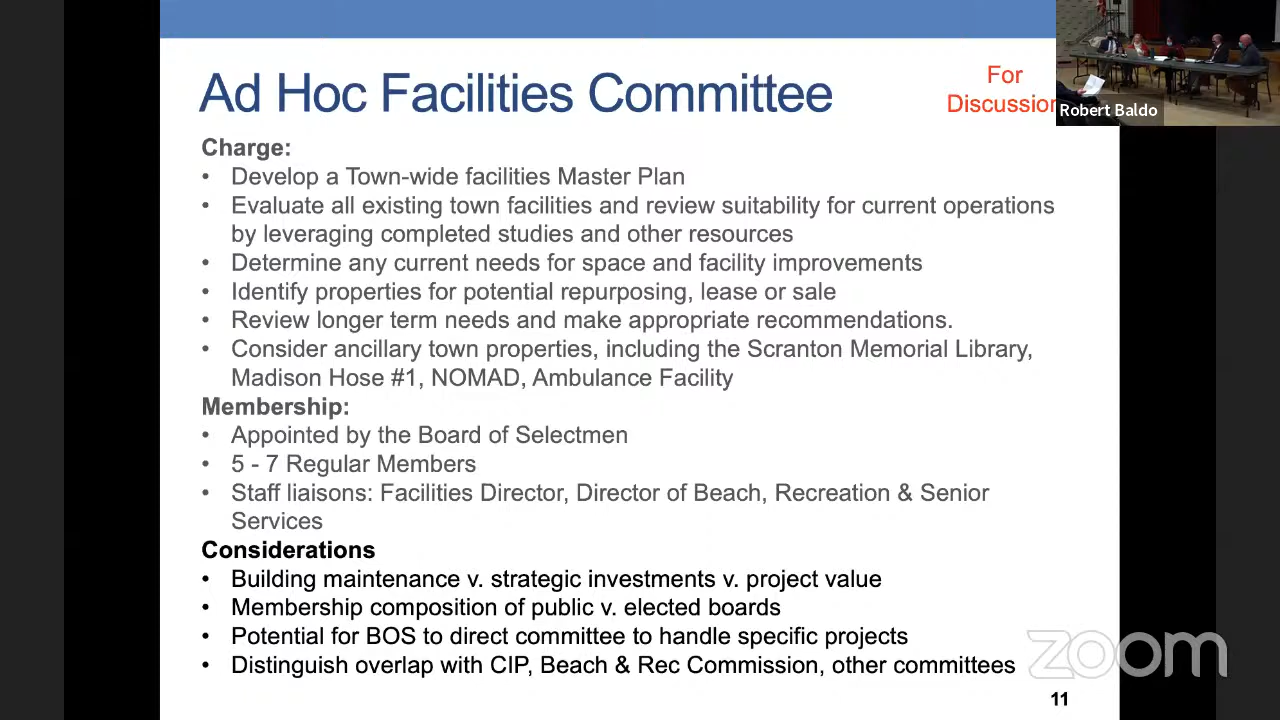 Ad Hoc Facilities Committee
For
Discussion
Robert Baldo
Charge:
• Develop a Town-wide facilities Master Plan
• Evaluate all existing town facilities and review suitability for current operations
by leveraging completed studies and other resources
• Determine any current needs for space and facility improvements
• Identify properties for potential repurposing, lease or sale
• Review longer term needs and make appropriate recommendations.
• Consider ancillary town properties, including the Scranton Memorial Library,
Madison Hose #1, NOMAD, Ambulance Facility
Membership:
• Appointed by the Board of Selectmen
• 5 - 7 Regular Members
• Staff liaisons: Facilities Director, Director of Beach, Recreation & Senior
Services
Considerations
• Building maintenance v. strategic investments v. project value
• Membership composition of public v. elected boards
• Potential for BOS to direct committee to handle specific projects
• Distinguish overlap with CIP, Beach & Rec Commission, other committees
zoom
11